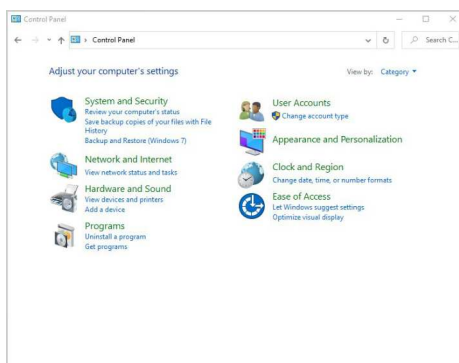 Control Panel
Control Panel
Search C...
Adjust your computer's settings
View by: Category
System and Security
Review your computer's status
Save backup copies of your files with File
History
Backup and Restore (Windows 7)
Network and Internet
View network status and tasks
Hardware and Sound
View devices and printers
Add a device
Programs
Uninstall a program
Get programs
User Accounts
Change account type
Appearance and Personalization
Clock and Region
Change date, time, or number formats
Ease of Access
Let Windows suggest settings
Optimize visual display